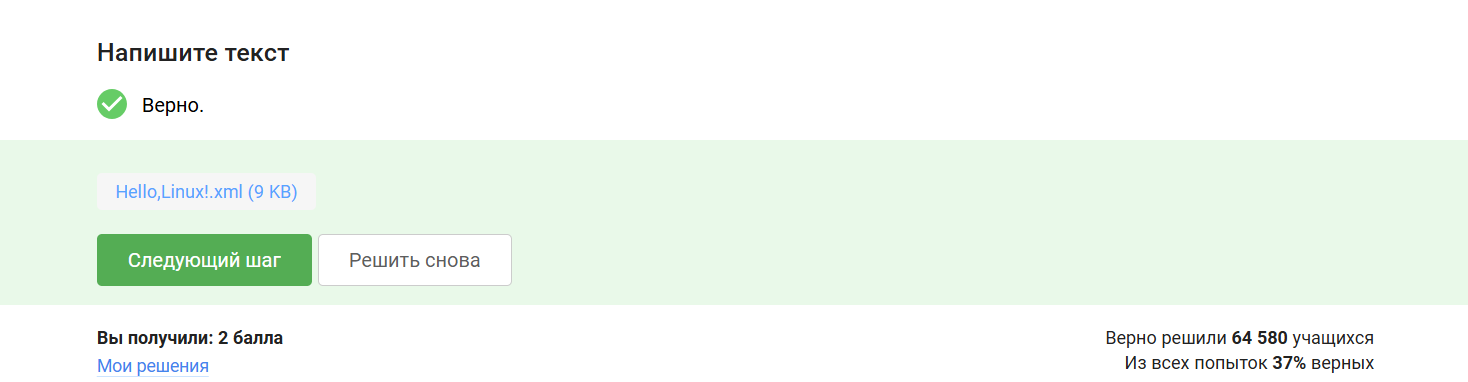 Напишите текст
Верно.
Hello,Linux!.xml (9 KB)
Следующий шаг
Решить снова
Вы получили: 2 балла
Мои решения
Верно решили 64 580 учащихся
Из всех попыток 37% верных